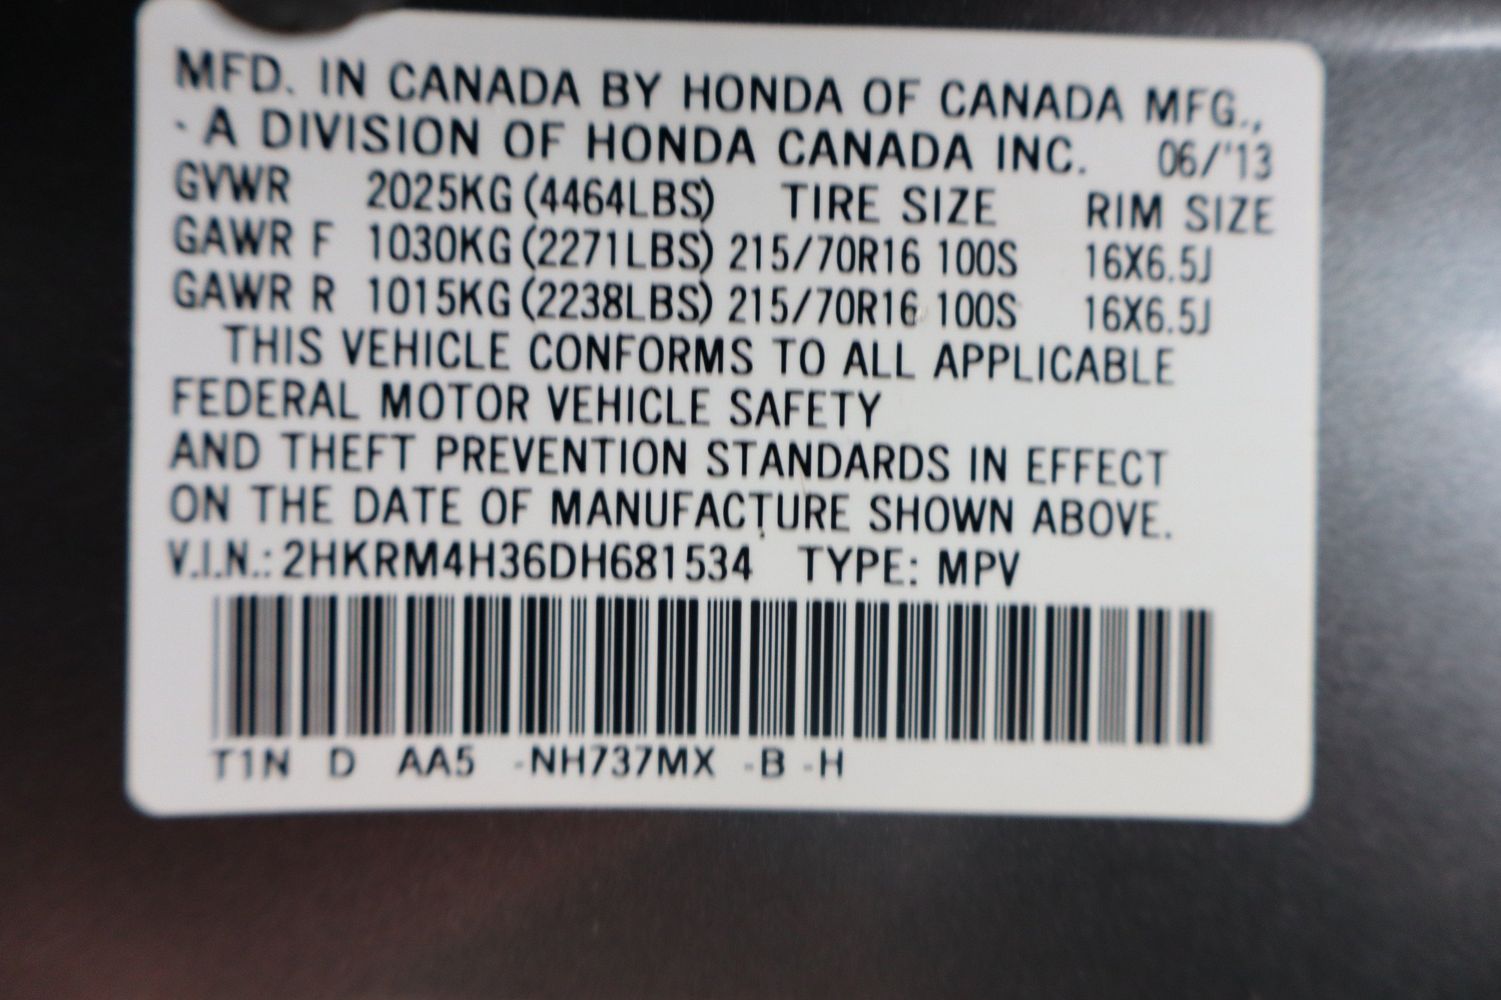 MFD. IN CANADA BY HONDA OF CANADA MFG.,
- A DIVISION OF HONDA CANADA INC. 06/'13
GVWR 2025KG (4464LBS) TIRE SIZE RIM SIZE
GAWR F 1030KG (2271LBS) 215/70R16 100S 16X6.5J
GAWR R 1015KG (2238LBS) 215/70R16 100S 16X6.5J
THIS VEHICLE CONFORMS TO ALL APPLICABLE
FEDERAL MOTOR VEHICLE SAFETY
AND THEFT PREVENTION STANDARDS IN EFFECT
ON THE DATE OF MANUFACTURE SHOWN ABOVE.
V.I.N.: 2HKRM4H36DH681534 TYPE: MPV
T1N D AA5 -NH737MX -B -H